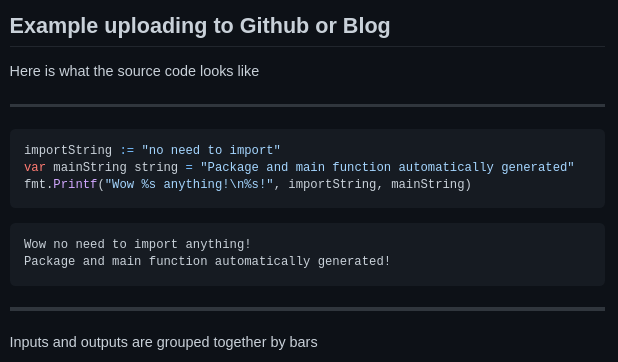 Example uploading to Github or Blog
Here is what the source code looks like
importString := "no need to import"
var mainString string = "Package and main function automatically generated"
fmt.Printf("Wow %s anything!\n%s!", importString, mainString)
Wow no need to import anything!
Package and main function automatically generated!
Inputs and outputs are grouped together by bars